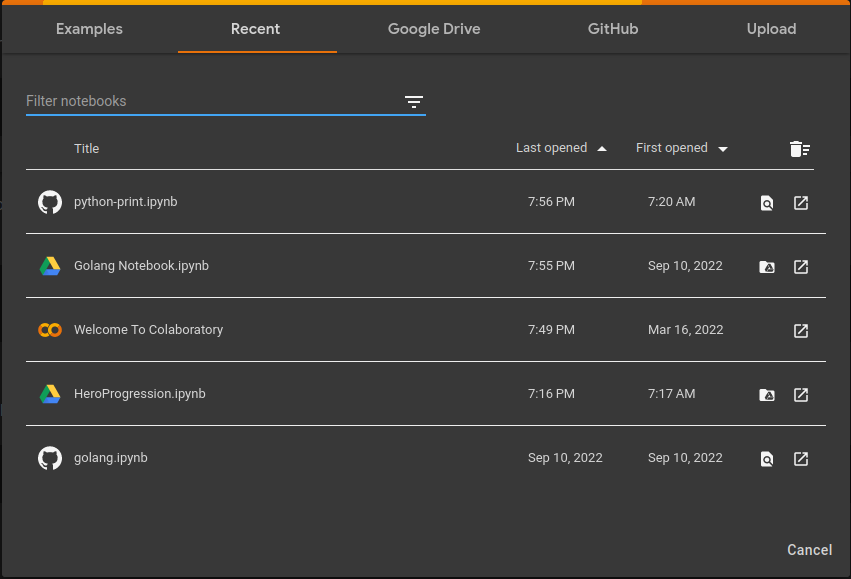 Examples Recent Google Drive GitHub Upload
Filter notebooks
Title Last opened First opened
python-print.ipynb 7:56 PM 7:20 AM
Golang Notebook.ipynb 7:55 PM Sep 10, 2022
Welcome To Colaboratory 7:49 PM Mar 16, 2022
HeroProgression.ipynb 7:16 PM 7:17 AM
golang.ipynb Sep 10, 2022 Sep 10, 2022
Cancel